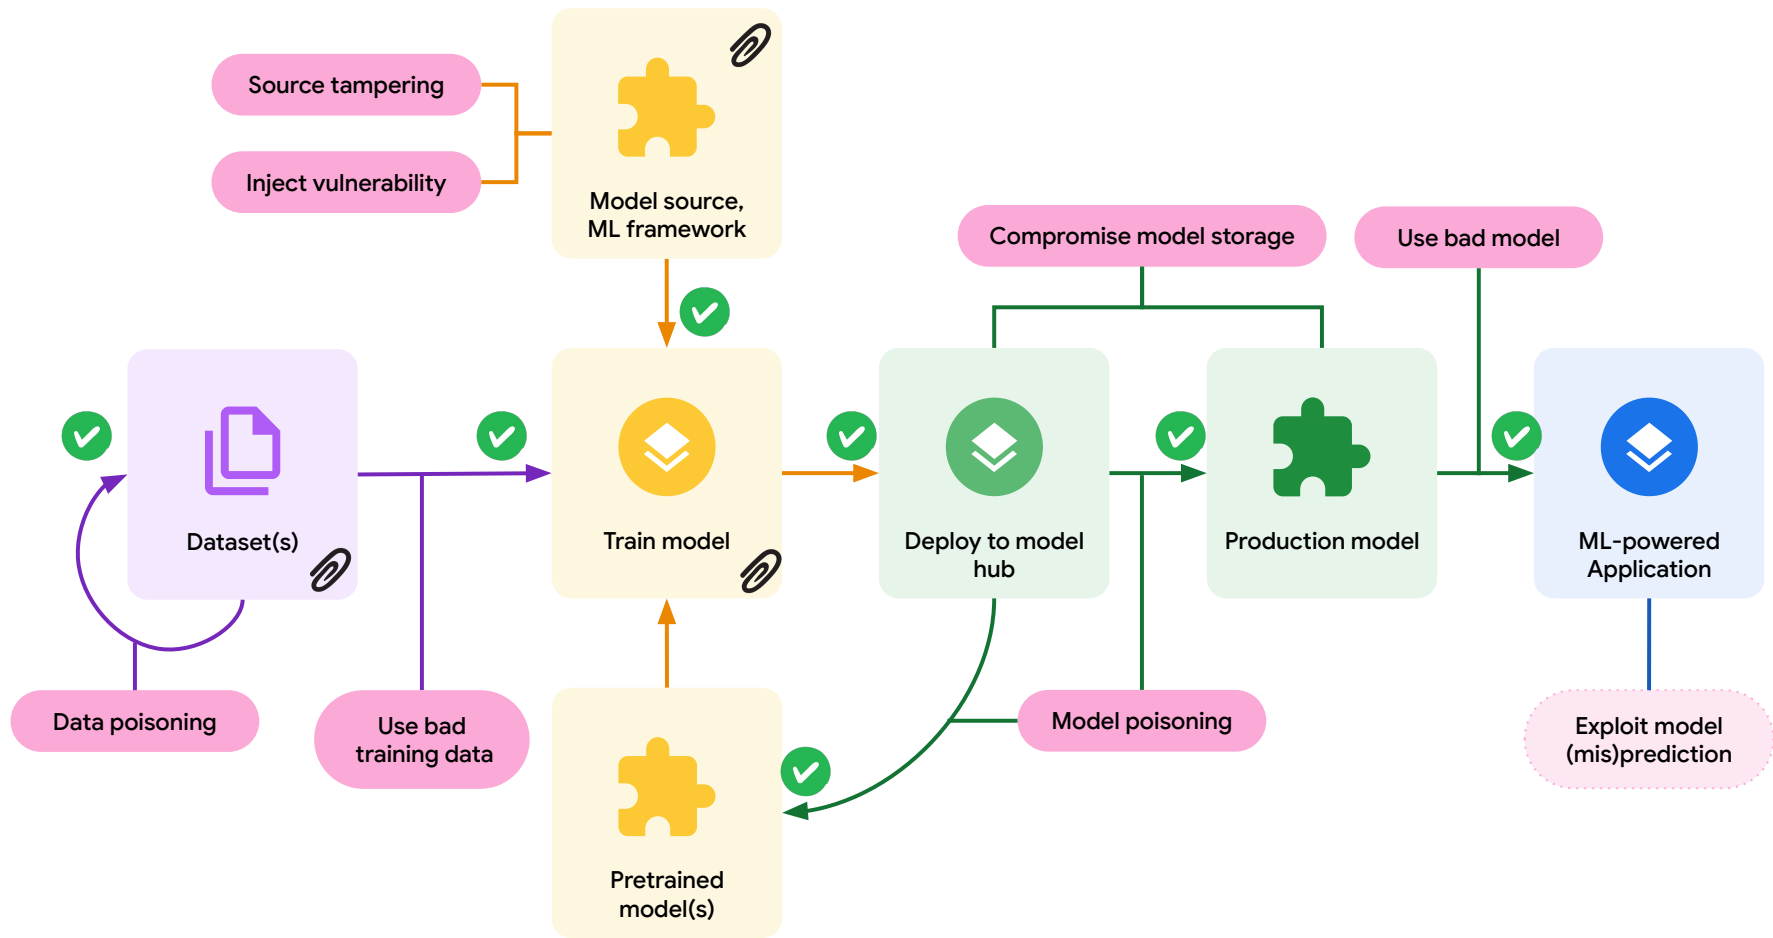 Source tampering
Inject vulnerability
Model source,
ML framework
Compromise model storage
Use bad model
Dataset(s)
Train model
Deploy to model
hub
Production model
ML-powered
Application
Data poisoning
Use bad
training data
Model poisoning
Exploit model
(mis)prediction
Pretrained
model(s)